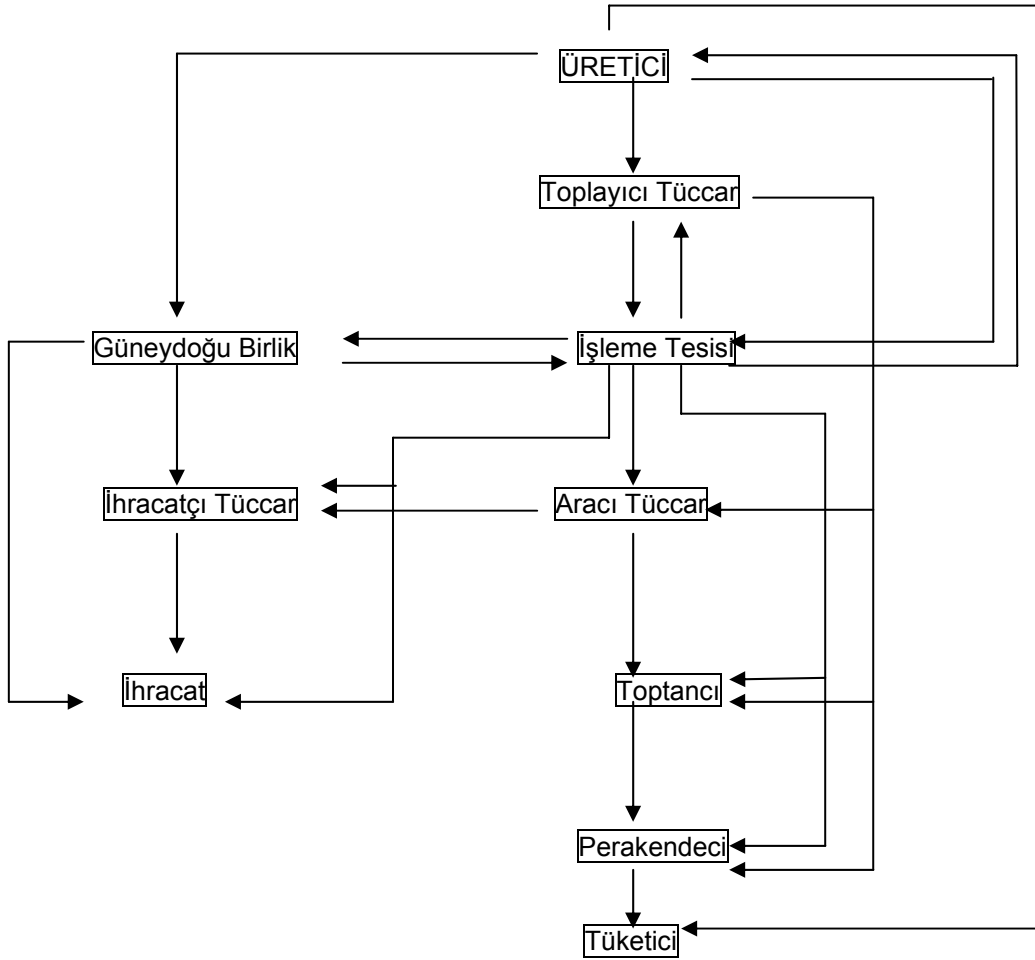 ÜRETİCİ
Toplayıcı Tüccar
Güneydoğu Birlik
İşleme Tesisi
İhracatçı Tüccar
Aracı Tüccar
İhracat
Toptancı
Perakendeci
Tüketici